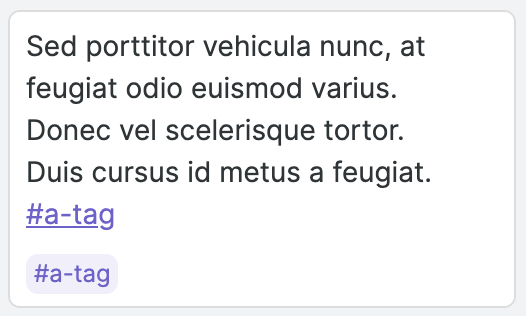 Sed porttitor vehicula nunc, at
feugiat odio euismod varius.
Donec vel scelerisque tortor.
Duis cursus id metus a feugiat.
#a-tag
#a-tag